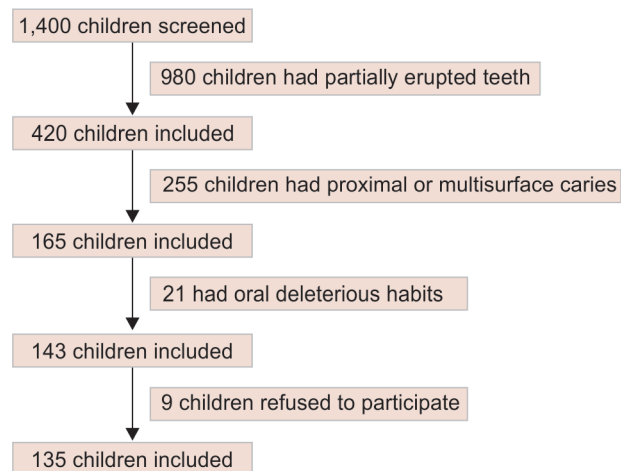 1,400 children screened
980 children had partially erupted teeth
420 children included
255 children had proximal or multisurface caries
165 children included
21 had oral deleterious habits
143 children included
9 children refused to participate
135 children included